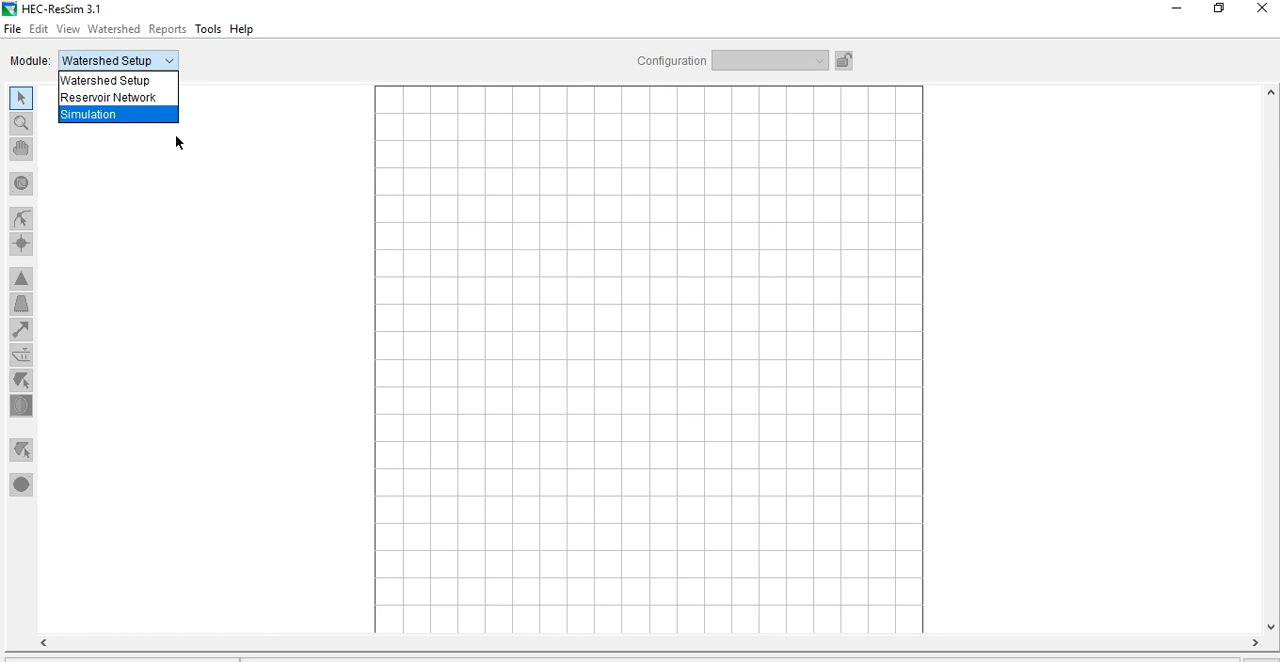 HEC-ResSim 3.1
File Edit View Watershed Reports Tools Help
Module: Watershed Setup Configuration
Watershed Setup
Reservoir Network
Simulation